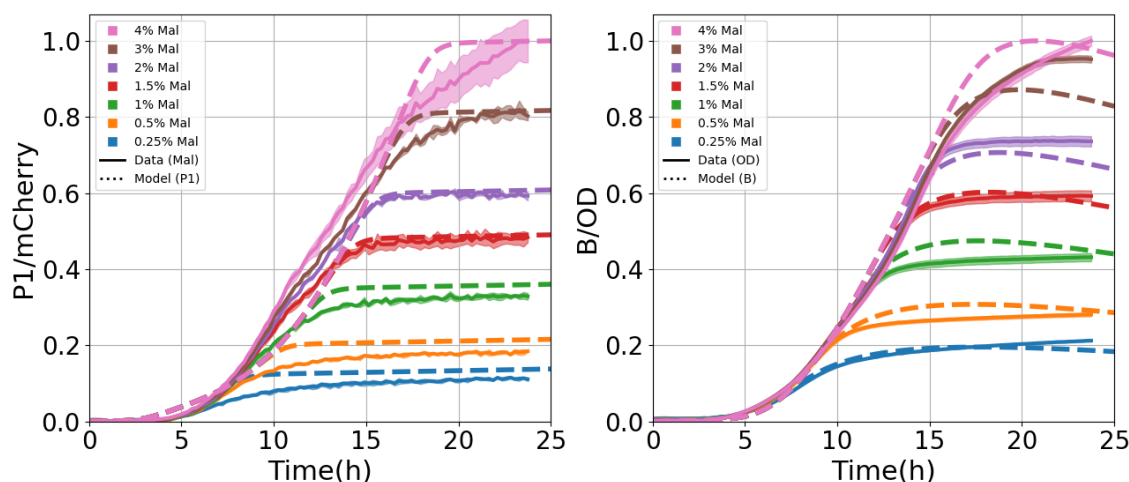 P1/mCherry
1.0
0.8
0.6
0.4
0.2
0.0
4% Mal
3% Mal
2% Mal
1.5% Mal
1% Mal
0.5% Mal
0.25% Mal
Data (Mal)
Model (P1)
0 5 10 15 20 25
Time(h)
B/OD
1.0
0.8
0.6
0.4
0.2
0.0
4% Mal
3% Mal
2% Mal
1.5% Mal
1% Mal
0.5% Mal
0.25% Mal
Data (OD)
Model (B)
0 5 10 15 20 25
Time(h)